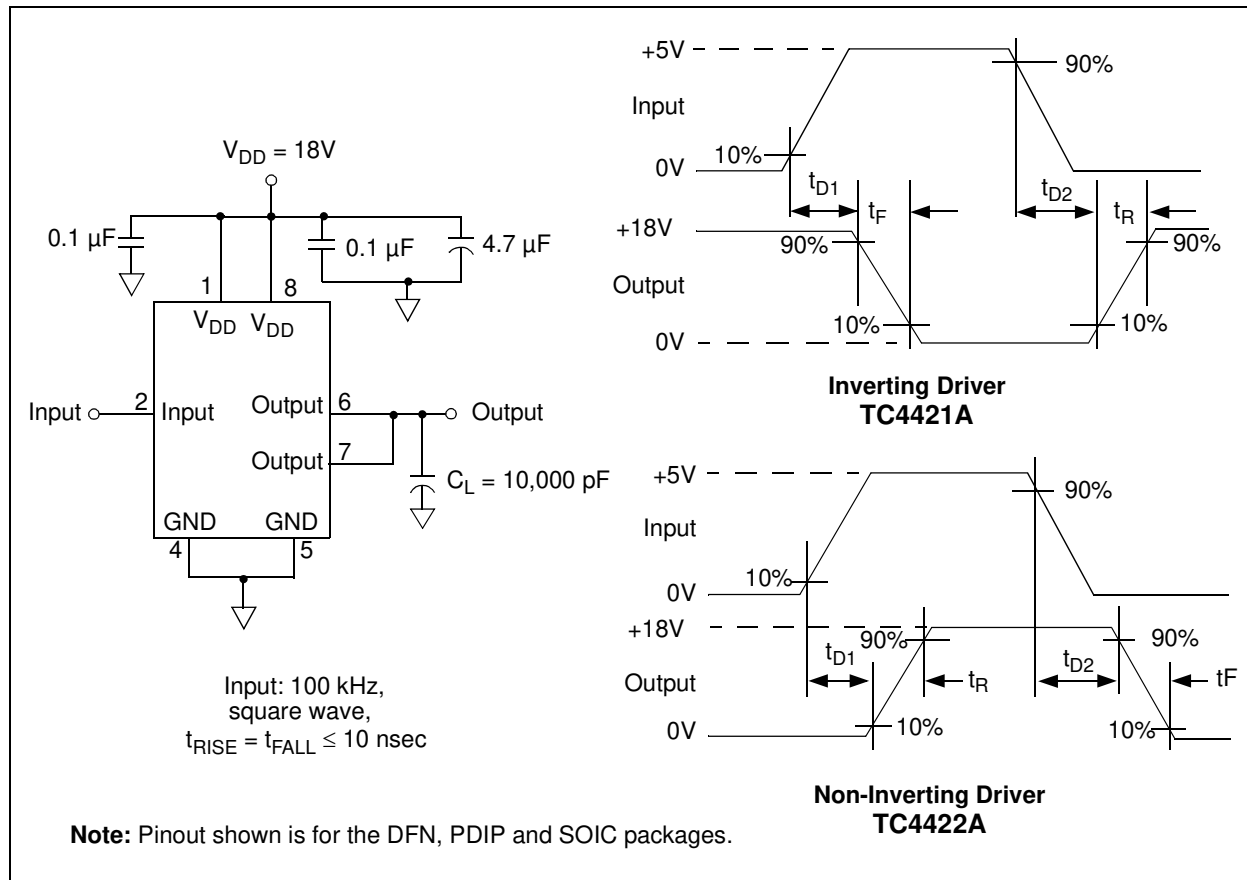 V_DD = 18V
0.1 µF
0.1 µF
4.7 µF
1
8
V_DD
V_DD
Input
2
Input
Output
6
Output
Output
7
C_L = 10,000 pF
GND
GND
4
5
Input: 100 kHz,
square wave,
t_RISE = t_FALL ≤ 10 nsec
+5V
90%
Input
10%
0V
t_D1
t_D2
t_F
t_R
+18V
90%
90%
Output
10%
10%
0V
Inverting Driver
TC4421A
+5V
90%
Input
10%
0V
+18V
90%
90%
t_D1
t_D2
Output
t_R
tF
0V
10%
10%
Non-Inverting Driver
TC4422A
Note: Pinout shown is for the DFN, PDIP and SOIC packages.